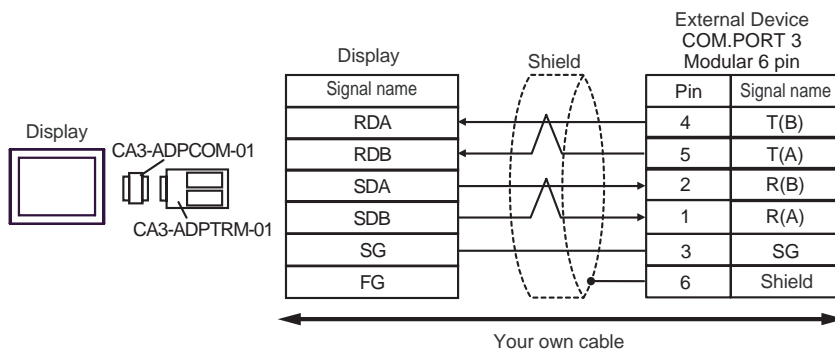 External Device
COM.PORT 3
Modular 6 pin
Display
Shield
Signal name
Pin
Signal name
RDA
4
T(B)
RDB
5
T(A)
SDA
2
R(B)
SDB
1
R(A)
SG
3
SG
FG
6
Shield
Display
CA3-ADPCOM-01
CA3-ADPTRM-01
Your own cable